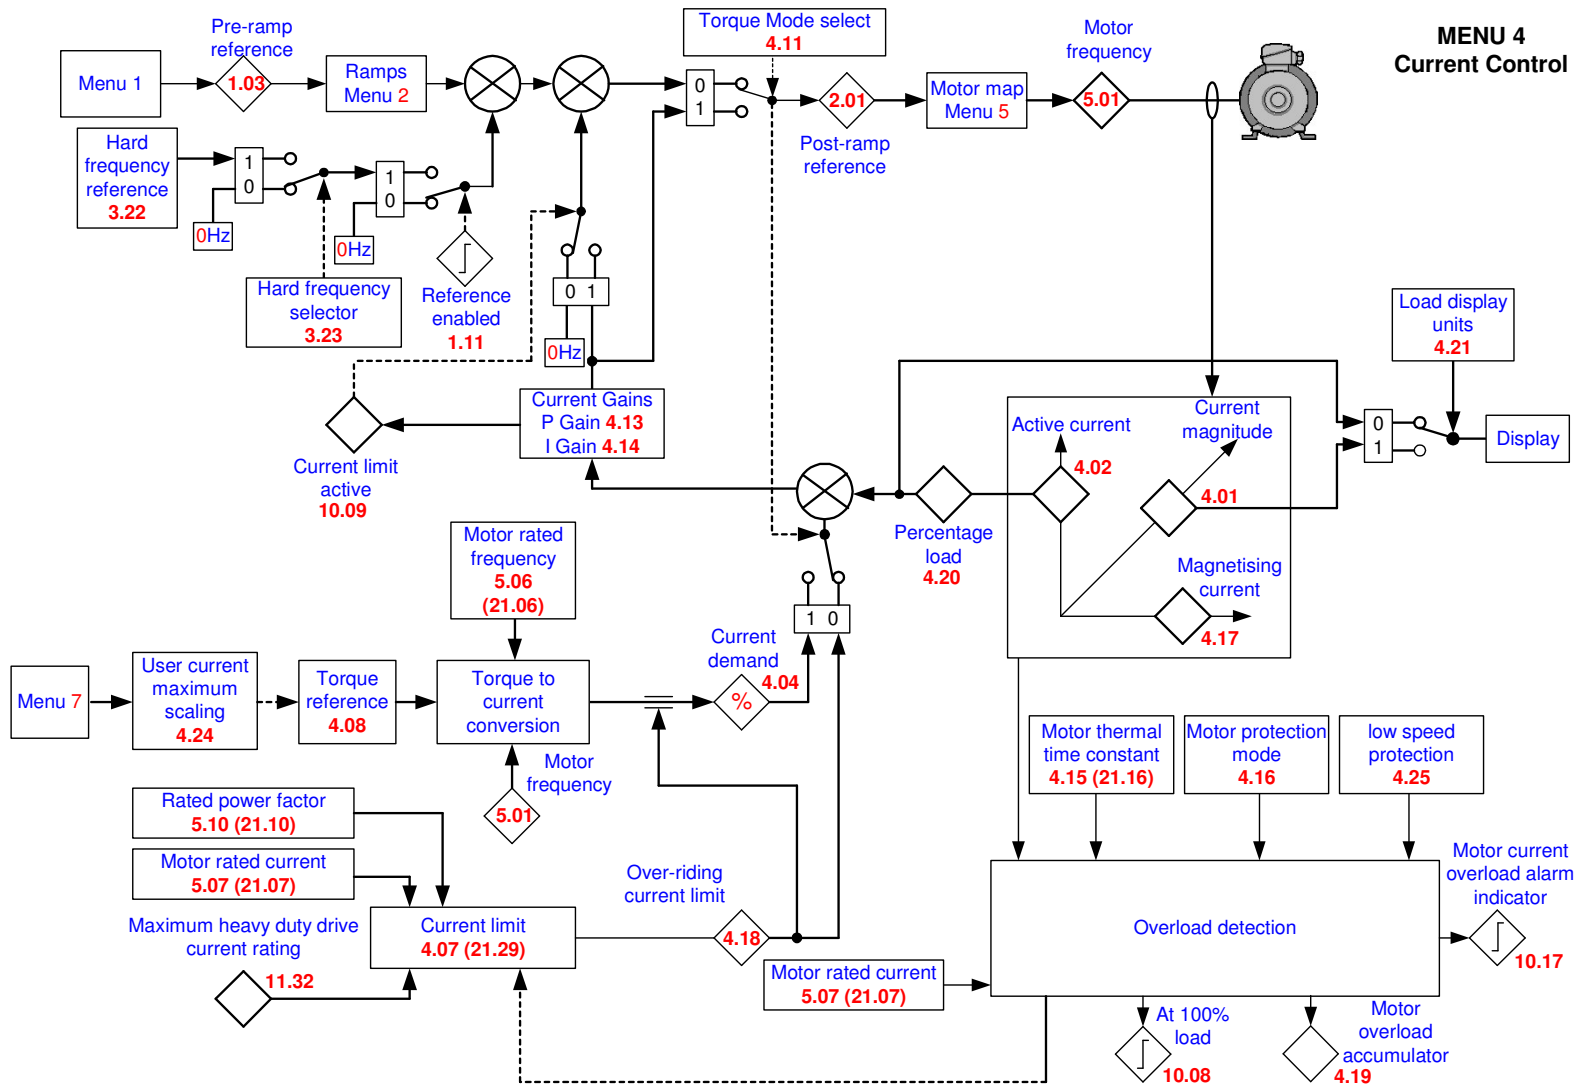 MENU 4
Current Control
Pre-ramp
reference
Menu 1
1.03
Ramps
Menu 2
Torque Mode select
4.11
0
1
2.01
Post-ramp
reference
Motor map
Menu 5
Motor
frequency
5.01
Hard
frequency
reference
3.22
1
0
0Hz
1
0
0Hz
Hard frequency
selector
3.23
Reference
enabled
1.11
0 1
0Hz
Current Gains
P Gain 4.13
I Gain 4.14
Current limit
active
10.09
Load display
units
4.21
0
1
Display
Active current
4.02
Current
magnitude
4.01
Magnetising
current
4.17
Percentage
load
4.20
Motor rated
frequency
5.06
(21.06)
1 0
Menu 7
User current
maximum
scaling
4.24
Torque
reference
4.08
Torque to
current
conversion
Current
demand
4.04
%
Motor
frequency
5.01
Rated power factor
5.10 (21.10)
Motor rated current
5.07 (21.07)
Maximum heavy duty drive
current rating
11.32
Current limit
4.07 (21.29)
Over-riding
current limit
4.18
Motor thermal
time constant
4.15 (21.16)
Motor protection
mode
4.16
low speed
protection
4.25
Overload detection
Motor current
overload alarm
indicator
10.17
Motor rated current
5.07 (21.07)
At 100%
load
10.08
Motor
overload
accumulator
4.19